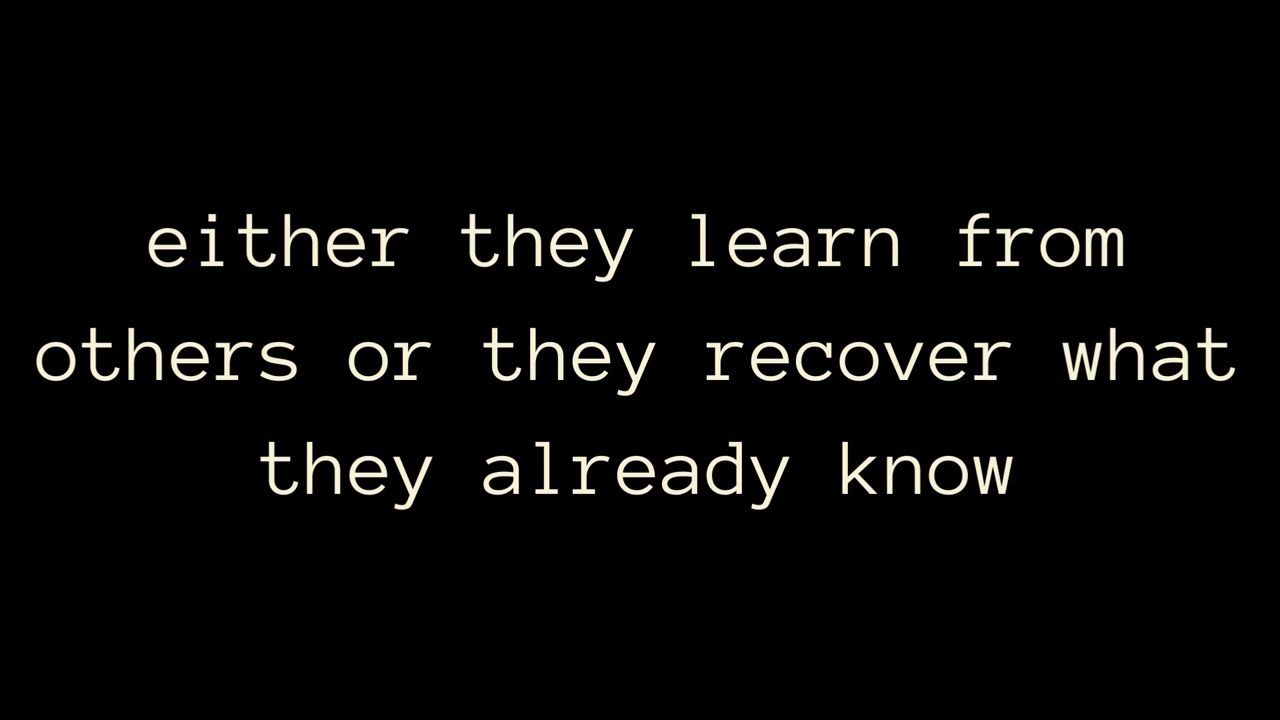 either they learn from
others or they recover what
they already know